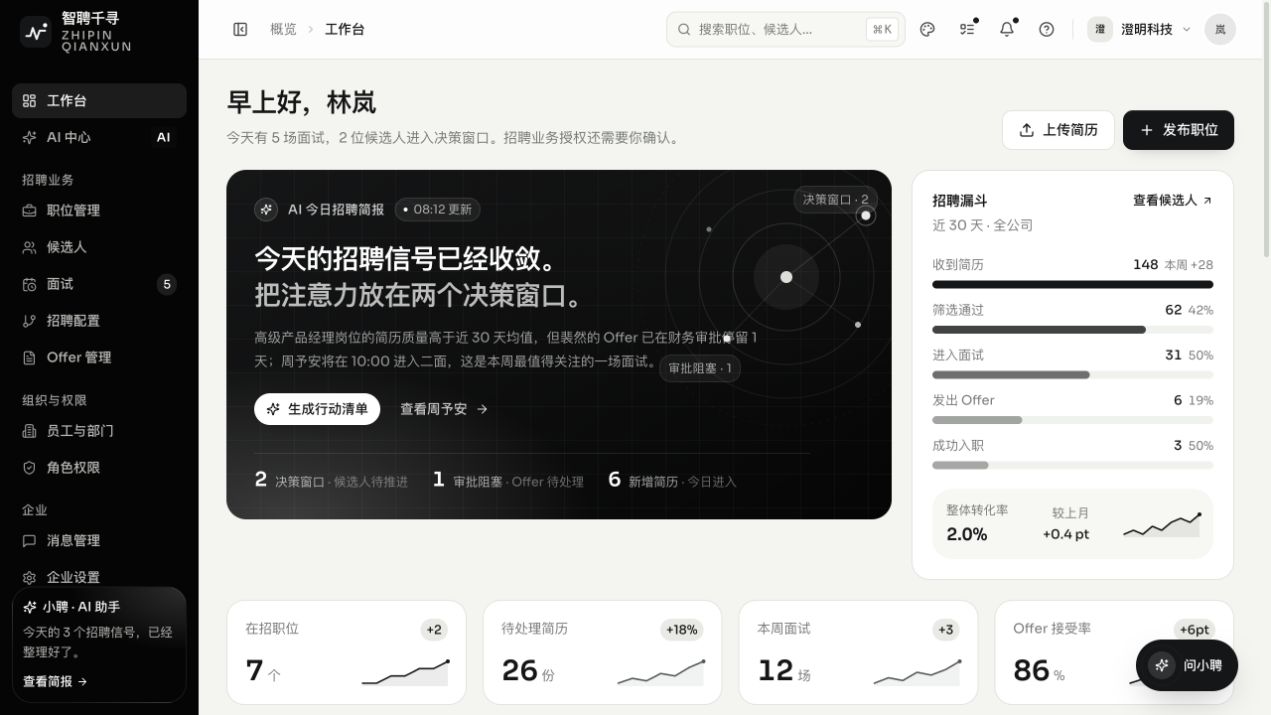 智聘千寻
ZHIPIN
QIANXUN
工作台
AI 中心 AI
招聘业务
职位管理
候选人
面试 5
招聘配置
Offer 管理
组织与权限
员工与部门
角色权限
企业
消息管理
企业设置
小聘 · AI 助手
今天的 3 个招聘信号，已经
整理好了。
查看简报 →
概览 › 工作台
搜索职位、候选人... ⌘K
澄 澄明科技
岚
早上好，林岚
今天有 5 场面试，2 位候选人进入决策窗口。招聘业务授权还需要你确认。
上传简历
发布职位
AI 今日招聘简报 • 08:12 更新
决策窗口 · 2
今天的招聘信号已经收敛。
把注意力放在两个决策窗口。
高级产品经理岗位的简历质量高于近 30 天均值，但裴然的 Offer 已在财务审批停留 1
天；周予安将在 10:00 进入二面，这是本周最值得关注的一场面试。
审批阻塞 · 1
生成行动清单
查看周予安 →
2 决策窗口 · 候选人待推进
1 审批阻塞 · Offer 待处理
6 新增简历 · 今日进入
招聘漏斗
查看候选人 ↗
近 30 天 · 全公司
收到简历 148 本周 +28
筛选通过 62 42%
进入面试 31 50%
发出 Offer 6 19%
成功入职 3 50%
整体转化率
2.0%
较上月
+0.4 pt
在招职位 +2
7 个
待处理简历 +18%
26 份
本周面试 +3
12 场
Offer 接受率 +6pt
86 %
问小聘